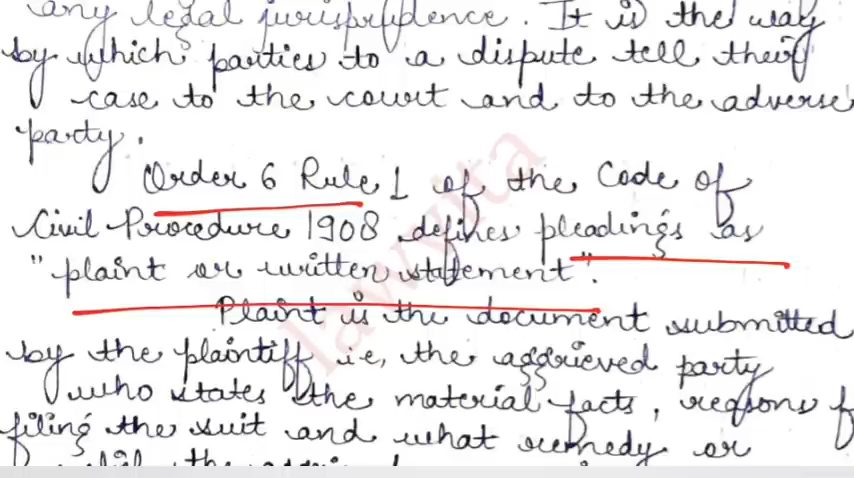 any legal jurisprudence. It is the way
by which parties to a dispute tell their
case to the court and to the adverse
party.
Order 6 Rule 1 of the Code of
Civil Procedure 1908 defines pleadings as
"plaint or written statement".
Plaint is the document submitted
by the plaintiff i.e, the aggrieved party
who states the material facts, reasons f
filing the suit and what remedy or
lawvita